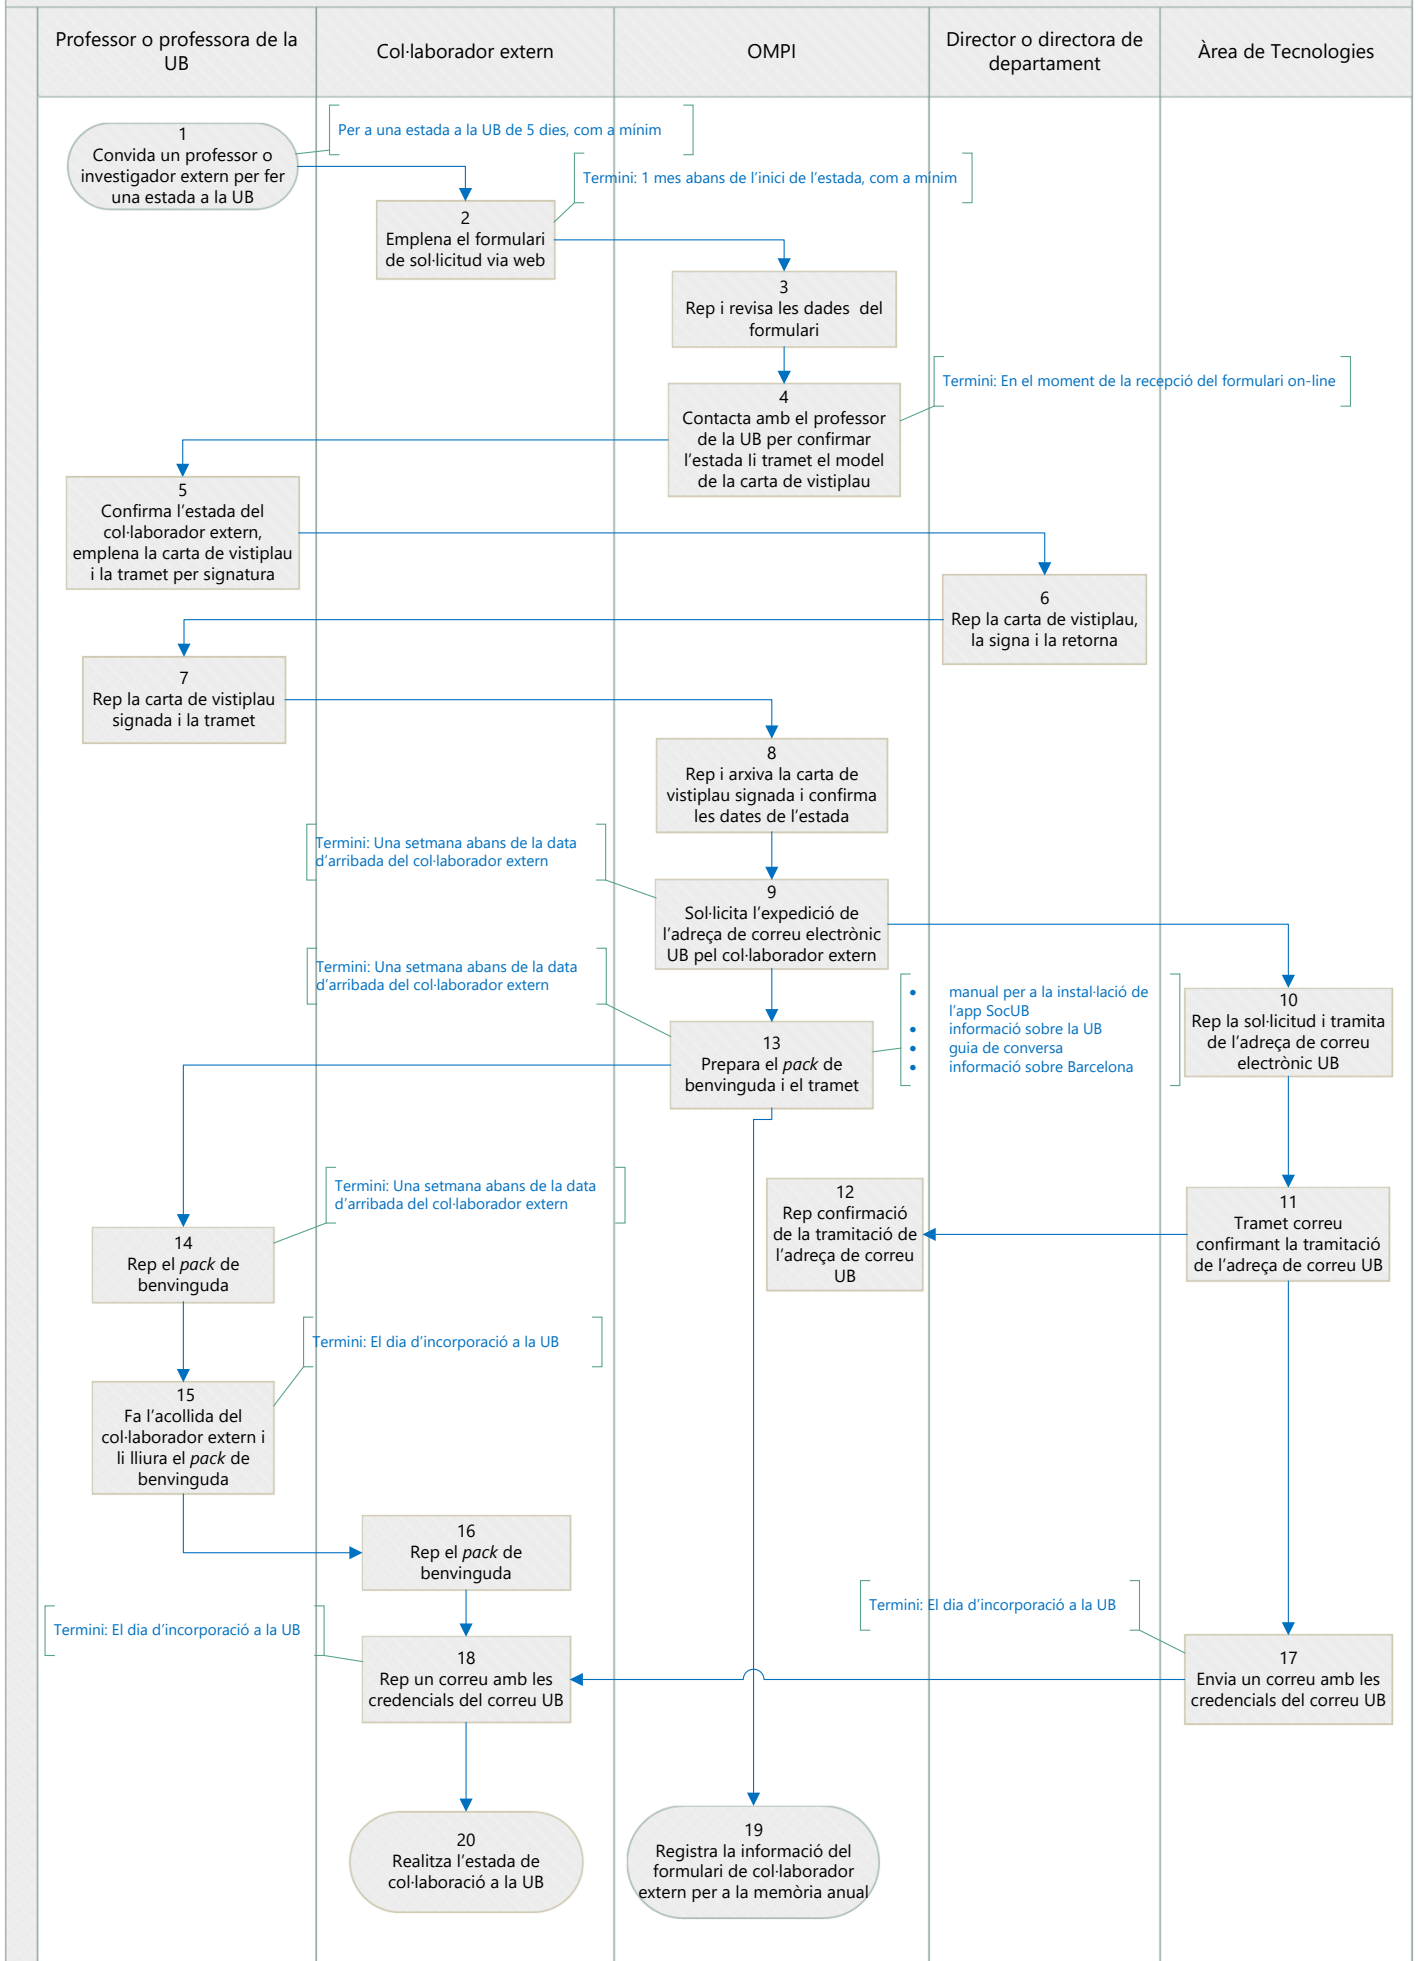 Professor o professora de la
UB
Col·laborador extern
OMPI
Director o directora de
departament
Àrea de Tecnologies
1
Convida un professor o
investigador extern per fer
una estada a la UB
Per a una estada a la UB de 5 dies, com a mínim
Termini: 1 mes abans de l'inici de l'estada, com a mínim
2
Emplena el formulari
de sol·licitud via web
3
Rep i revisa les dades del
formulari
Termini: En el moment de la recepció del formulari on-line
4
Contacta amb el professor
de la UB per confirmar
l'estada li tramet el model
de la carta de vistiplau
5
Confirma l'estada del
col·laborador extern,
emplena la carta de vistiplau
i la tramet per signatura
6
Rep la carta de vistiplau,
la signa i la retorna
7
Rep la carta de vistiplau
signada i la tramet
8
Rep i arxiva la carta de
vistiplau signada i confirma
les dates de l'estada
Termini: Una setmana abans de la data
d'arribada del col·laborador extern
9
Sol·licita l'expedició de
l'adreça de correu electrònic
UB pel col·laborador extern
Termini: Una setmana abans de la data
d'arribada del col·laborador extern
• manual per a la instal·lació de
l'app SocUB
• informació sobre la UB
• guia de conversa
• informació sobre Barcelona
10
Rep la sol·licitud i tramita
de l'adreça de correu
electrònic UB
13
Prepara el pack de
benvinguda i el tramet
Termini: Una setmana abans de la data
d'arribada del col·laborador extern
12
Rep confirmació
de la tramitació de
l'adreça de correu
UB
11
Tramet correu
confirmant la tramitació
de l'adreça de correu UB
14
Rep el pack de
benvinguda
Termini: El dia d'incorporació a la UB
15
Fa l'acollida del
col·laborador extern i
li lliura el pack de
benvinguda
16
Rep el pack de
benvinguda
Termini: El dia d'incorporació a la UB
Termini: El dia d'incorporació a la UB
18
Rep un correu amb les
credencials del correu UB
17
Envia un correu amb les
credencials del correu UB
20
Realitza l'estada de
col·laboració a la UB
19
Registra la informació del
formulari de col·laborador
extern per a la memòria anual